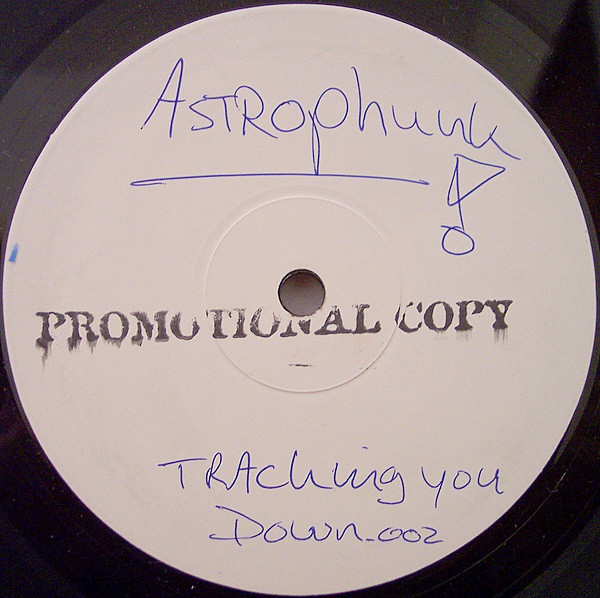 Astrophunk
!
PROMOTIONAL COPY
TRACking you
Down.002